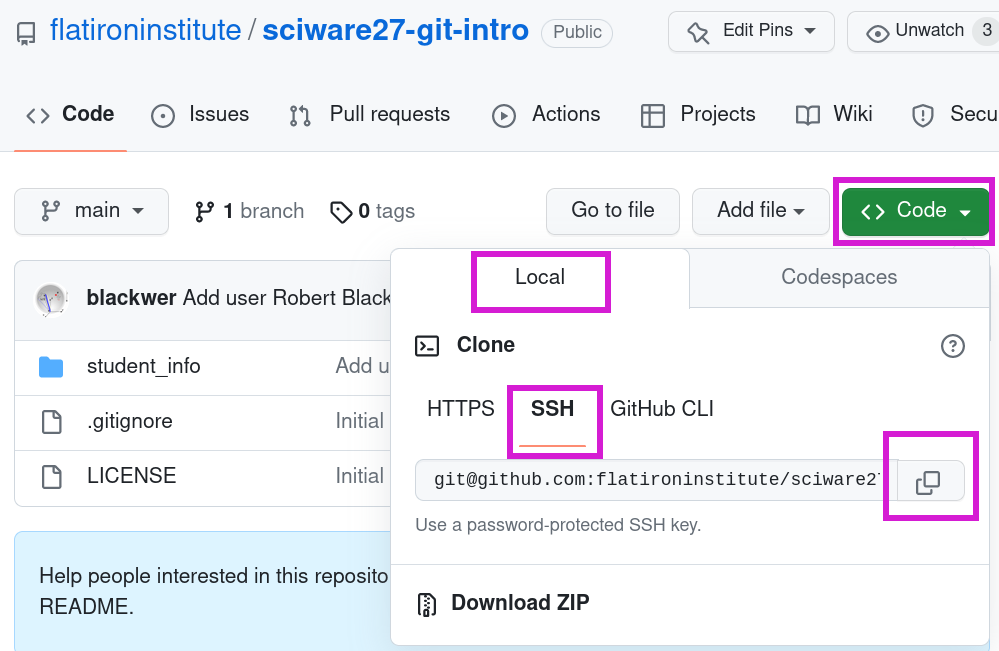 flatironinstitute / sciware27-git-intro Public Edit Pins Unwatch 3
Code Issues Pull requests Actions Projects Wiki Secu
main 1 branch 0 tags Go to file Add file Code
Local Codespaces
blackwer Add user Robert Black
Clone
student_info Add u
HTTPS SSH GitHub CLI
.gitignore Initial
LICENSE Initial
git@github.com:flatironinstitute/sciware2
Use a password-protected SSH key.
Help people interested in this reposito
README.
Download ZIP